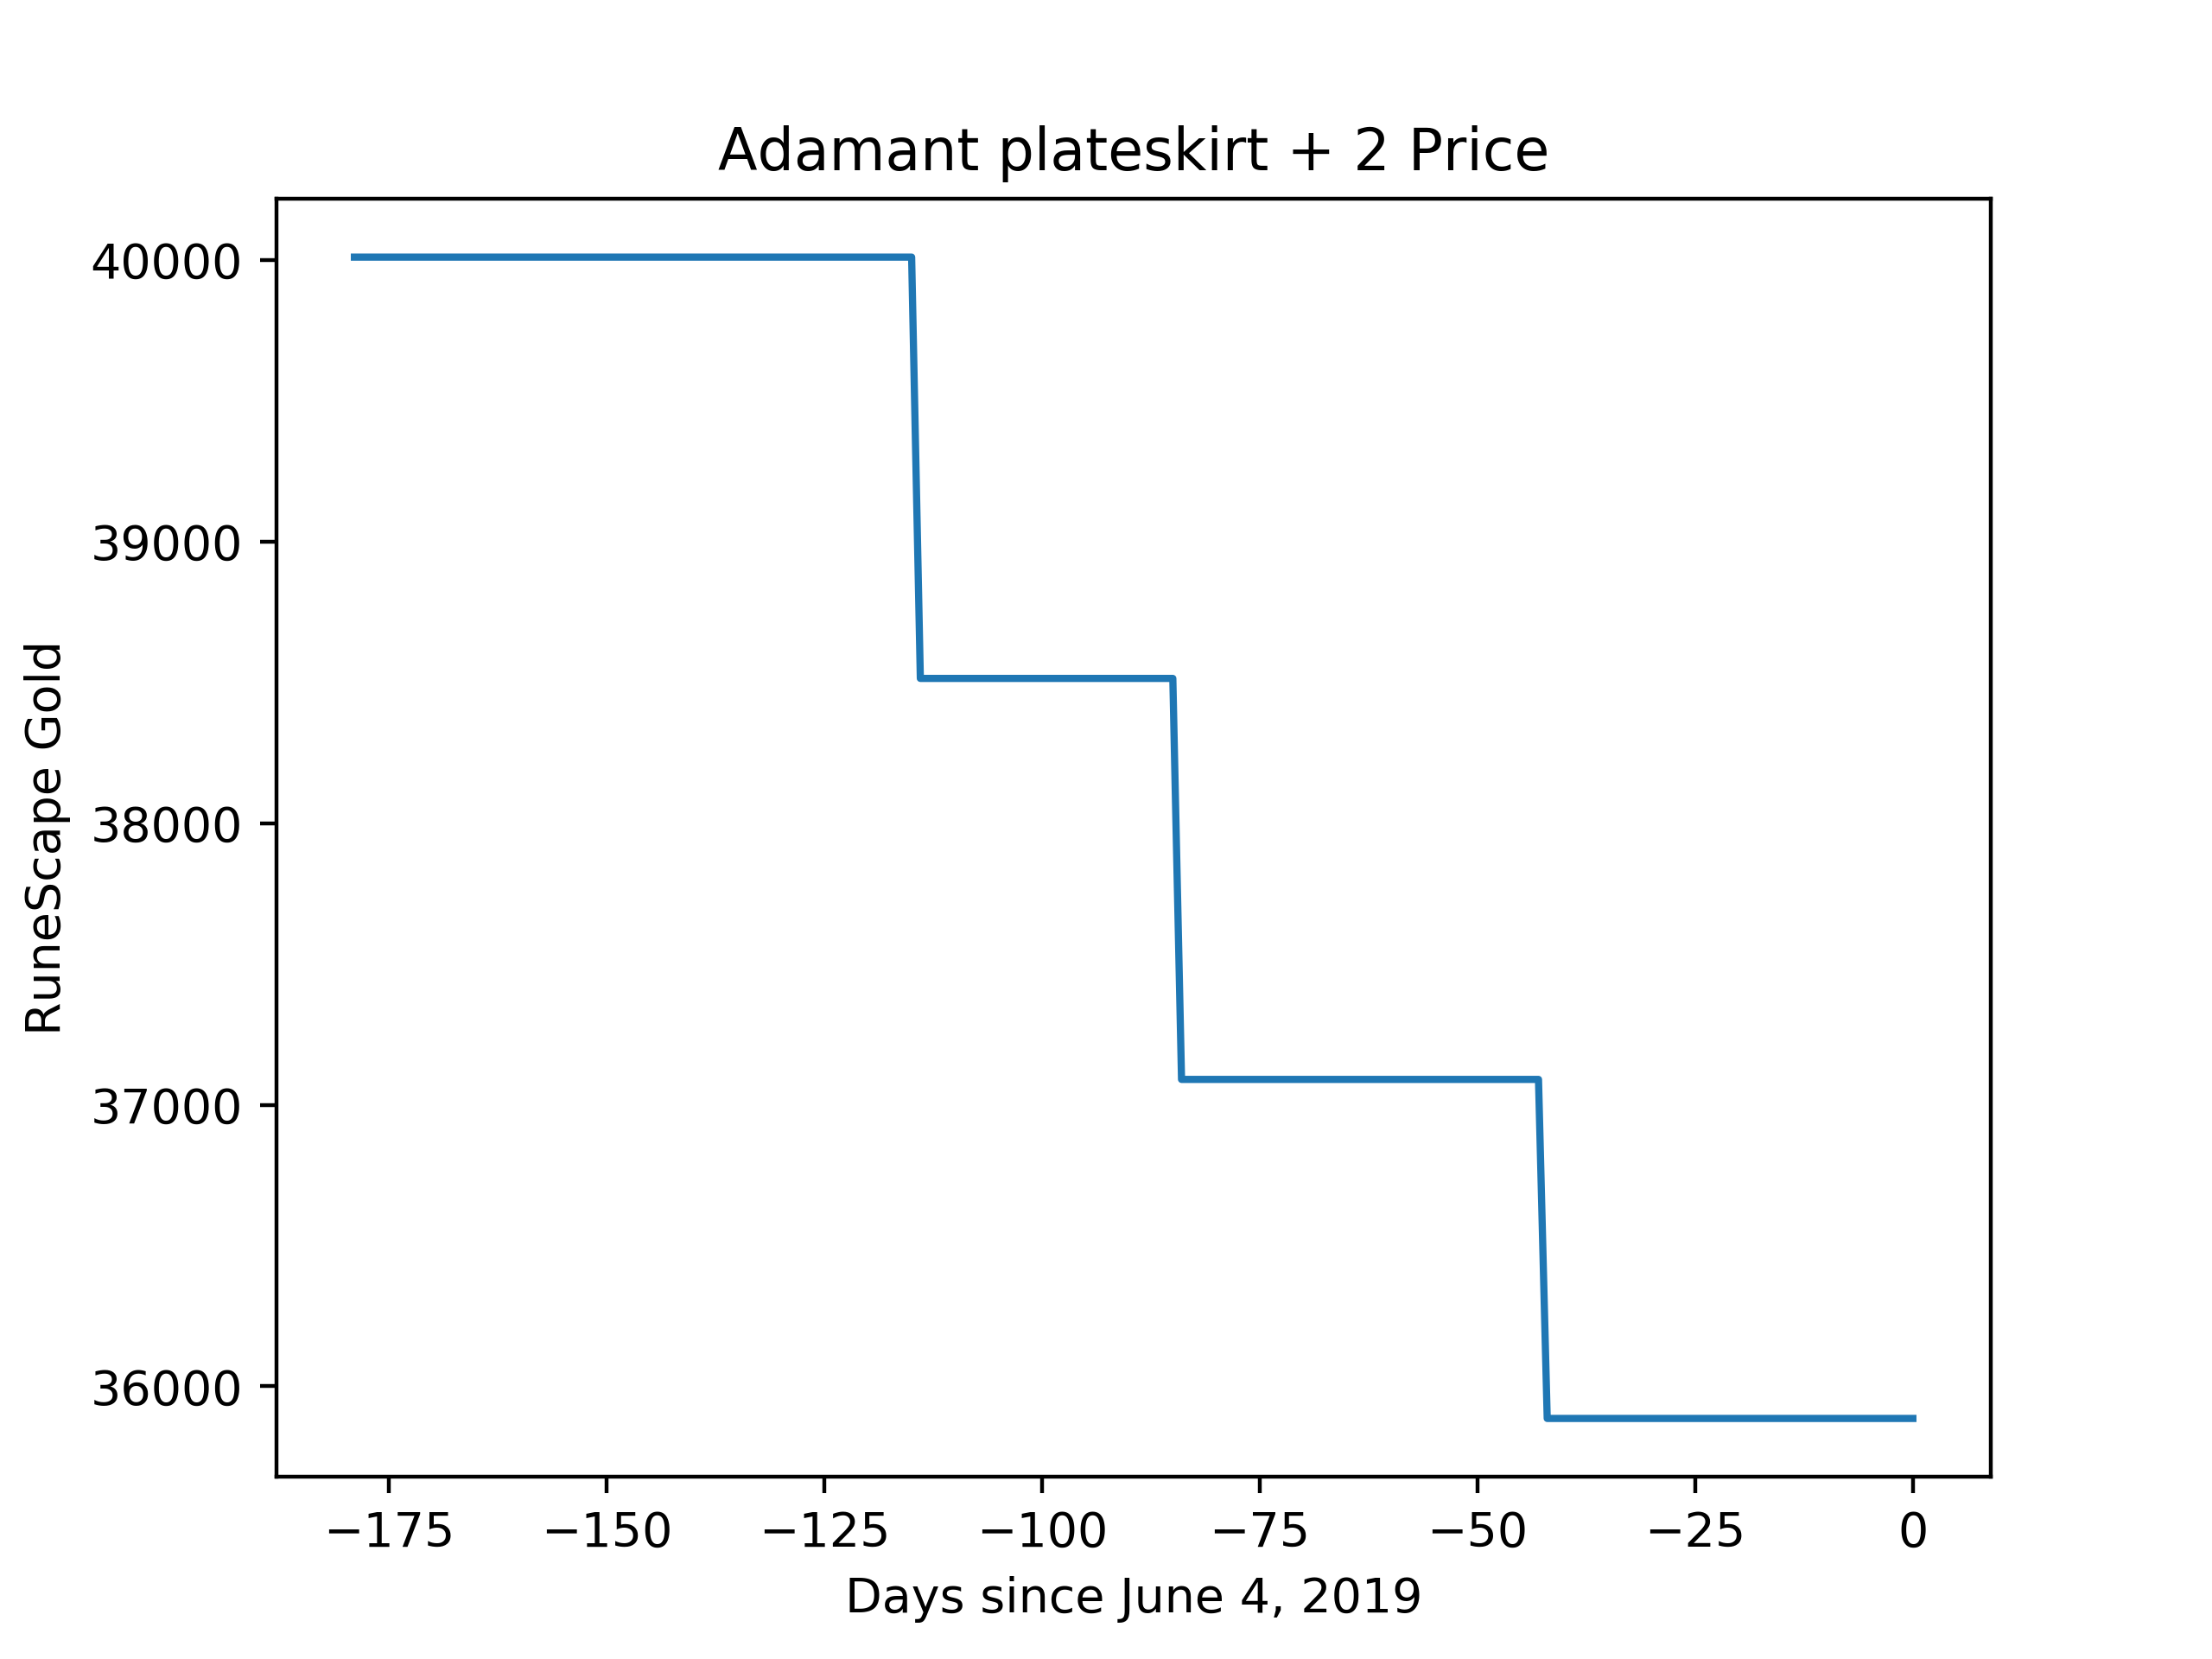 Adamant plateskirt + 2 Price
40000
39000
38000
37000
36000
RuneScape Gold
−175 −150 −125 −100 −75 −50 −25 0
Days since June 4, 2019